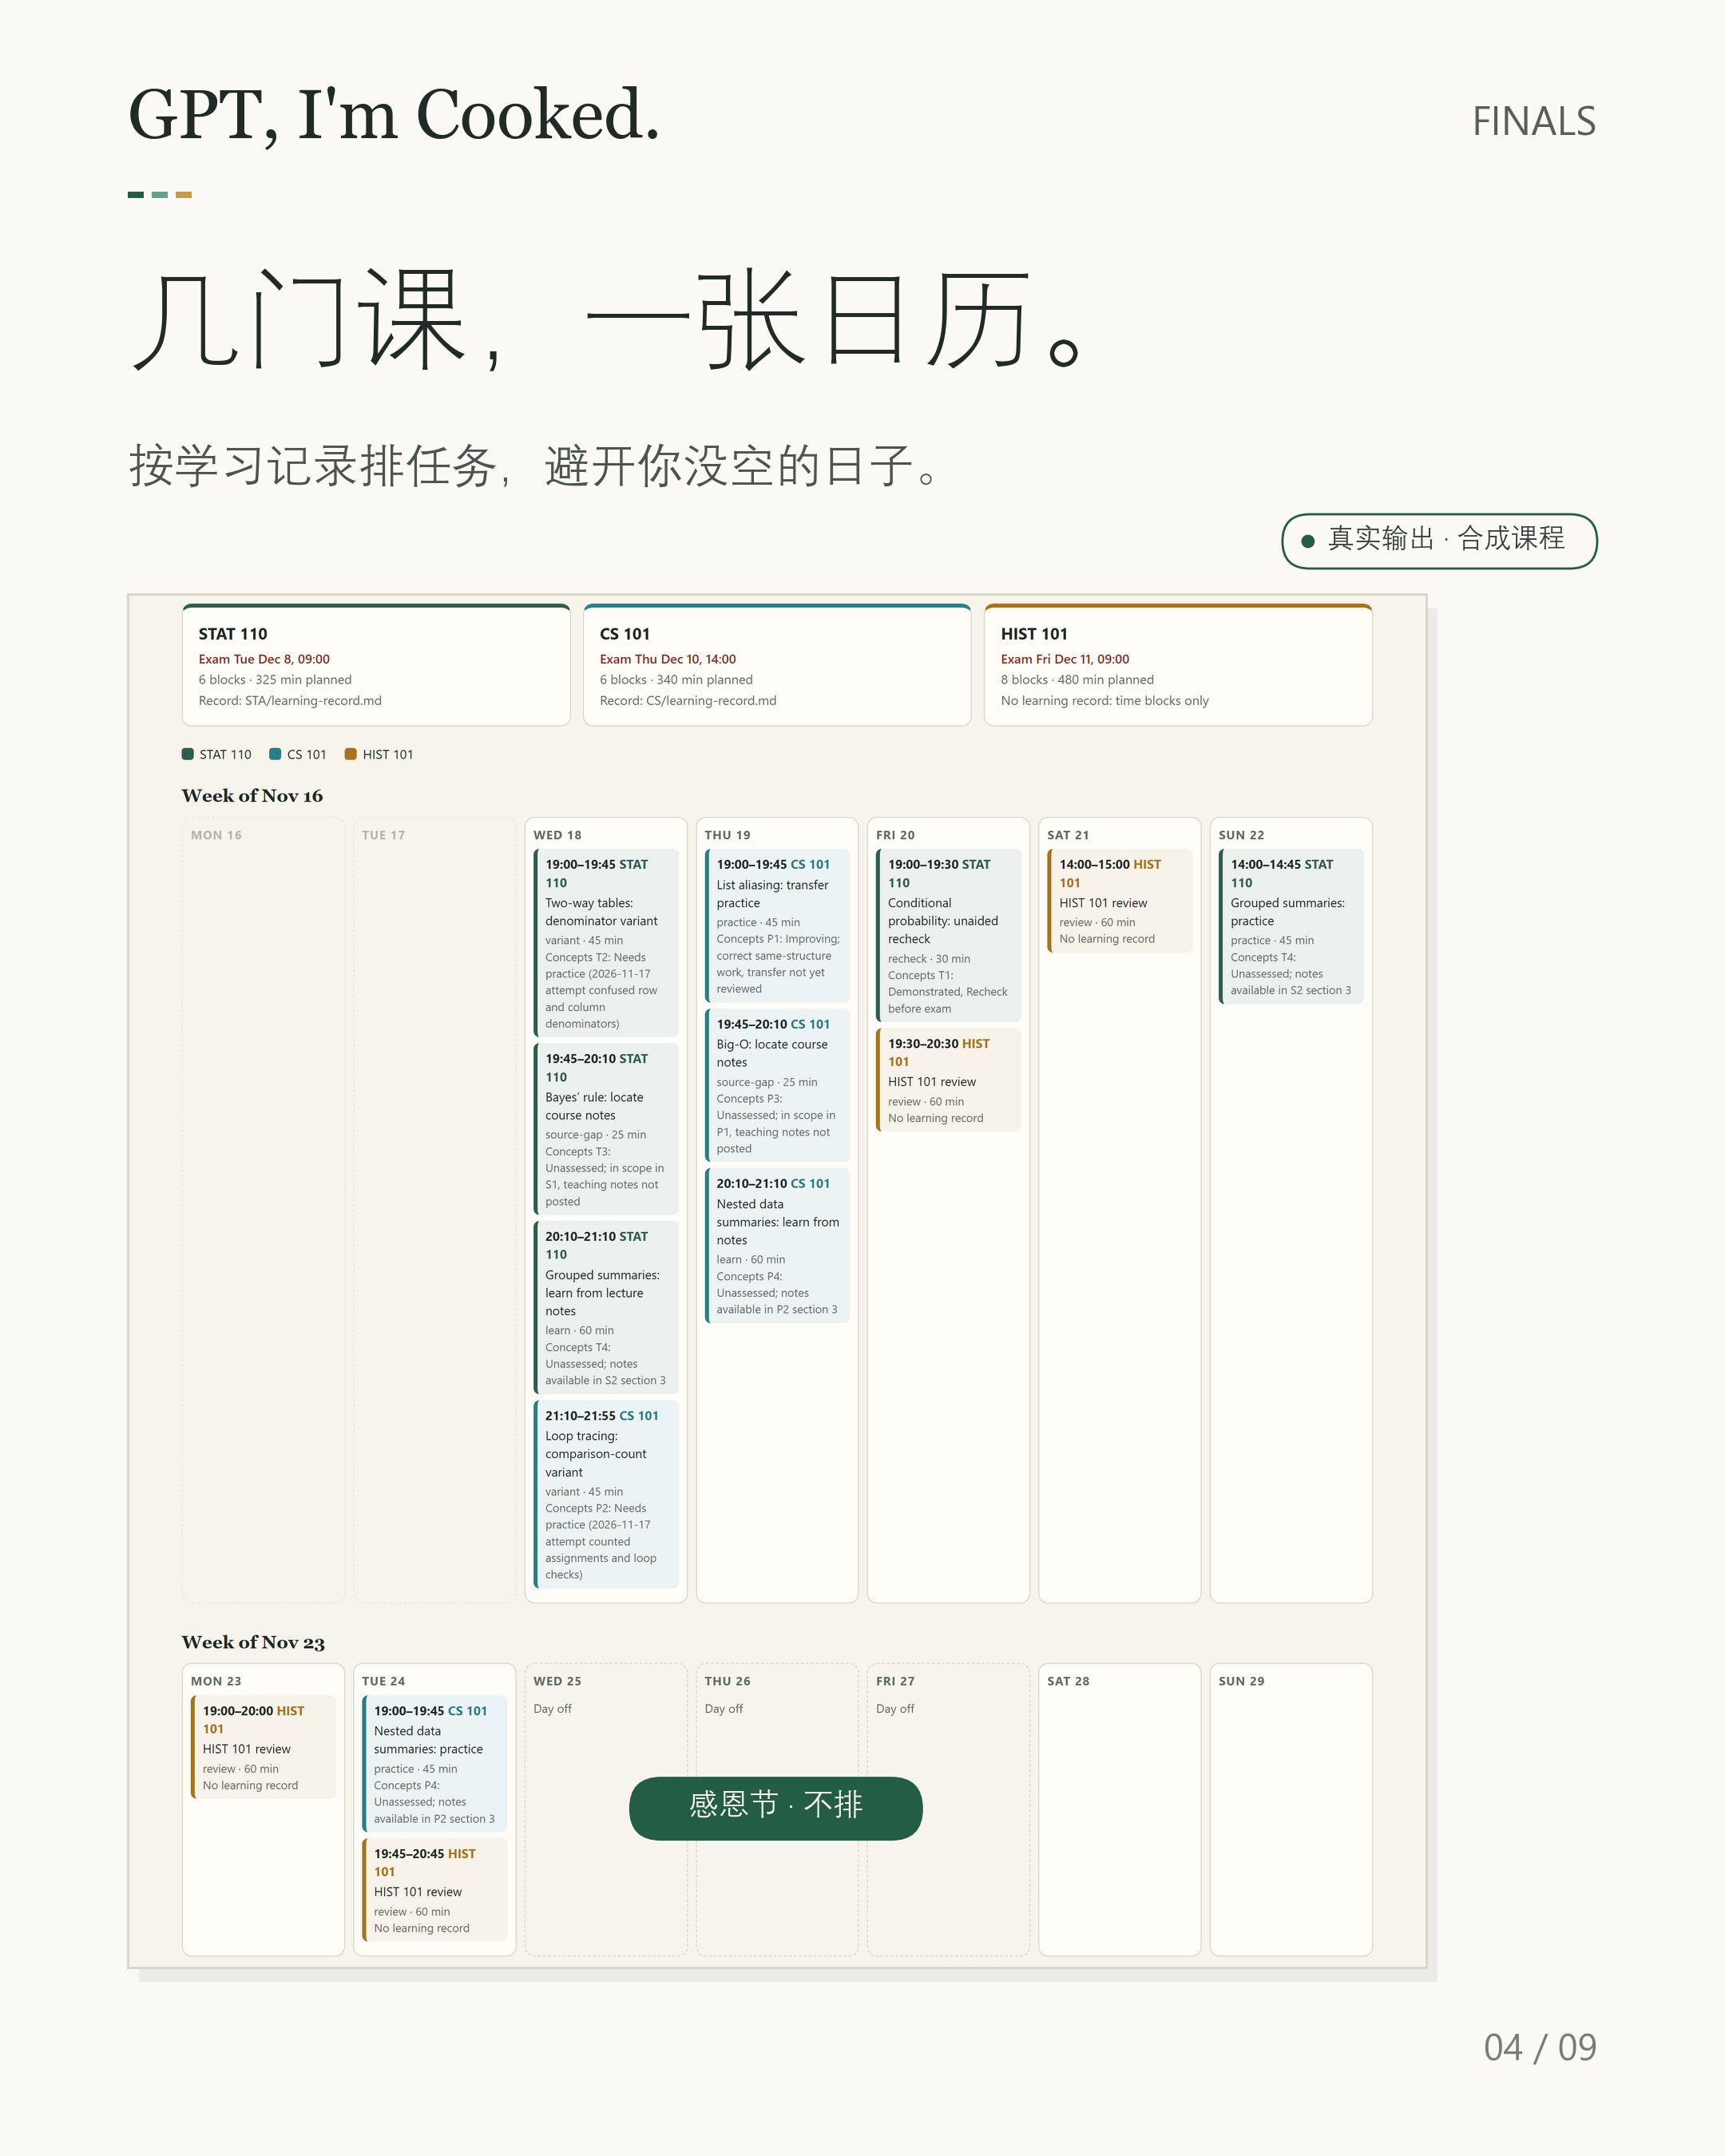 GPT, I'm Cooked.
FINALS
几门课，一张日历。
按学习记录排任务，避开你没空的日子。
真实输出 · 合成课程
STAT 110
Exam Tue Dec 8, 09:00
6 blocks · 325 min planned
Record: STA/learning-record.md
CS 101
Exam Thu Dec 10, 14:00
6 blocks · 340 min planned
Record: CS/learning-record.md
HIST 101
Exam Fri Dec 11, 09:00
8 blocks · 480 min planned
No learning record: time blocks only
STAT 110 CS 101 HIST 101
Week of Nov 16
MON 16
TUE 17
WED 18
19:00–19:45 STAT
110
Two-way tables:
denominator variant
variant · 45 min
Concepts T2: Needs
practice (2026-11-17
attempt confused row
and column
denominators)
19:45–20:10 STAT
110
Bayes’ rule: locate
course notes
source-gap · 25 min
Concepts T3:
Unassessed; in scope in
S1, teaching notes not
posted
20:10–21:10 STAT
110
Grouped summaries:
learn from lecture
notes
learn · 60 min
Concepts T4:
Unassessed; notes
available in S2 section 3
21:10–21:55 CS 101
Loop tracing:
comparison-count
variant
variant · 45 min
Concepts P2: Needs
practice (2026-11-17
attempt counted
assignments and loop
checks)
THU 19
19:00–19:45 CS 101
List aliasing: transfer
practice
practice · 45 min
Concepts P1: Improving;
correct same-structure
work, transfer not yet
reviewed
19:45–20:10 CS 101
Big-O: locate course
notes
source-gap · 25 min
Concepts P3:
Unassessed; in scope in
P1, teaching notes not
posted
20:10–21:10 CS 101
Nested data
summaries: learn from
notes
learn · 60 min
Concepts P4:
Unassessed; notes
available in P2 section 3
FRI 20
19:00–19:30 STAT
110
Conditional
probability: unaided
recheck
recheck · 30 min
Concepts T1:
Demonstrated, Recheck
before exam
19:30–20:30 HIST
101
HIST 101 review
review · 60 min
No learning record
SAT 21
14:00–15:00 HIST
101
HIST 101 review
review · 60 min
No learning record
SUN 22
14:00–14:45 STAT
110
Grouped summaries:
practice
practice · 45 min
Concepts T4:
Unassessed; notes
available in S2 section 3
Week of Nov 23
MON 23
19:00–20:00 HIST
101
HIST 101 review
review · 60 min
No learning record
TUE 24
19:00–19:45 CS 101
Nested data
summaries: practice
practice · 45 min
Concepts P4:
Unassessed; notes
available in P2 section 3
19:45–20:45 HIST
101
HIST 101 review
review · 60 min
No learning record
WED 25
Day off
THU 26
Day off
FRI 27
Day off
感恩节 · 不排
SAT 28
SUN 29
04 / 09